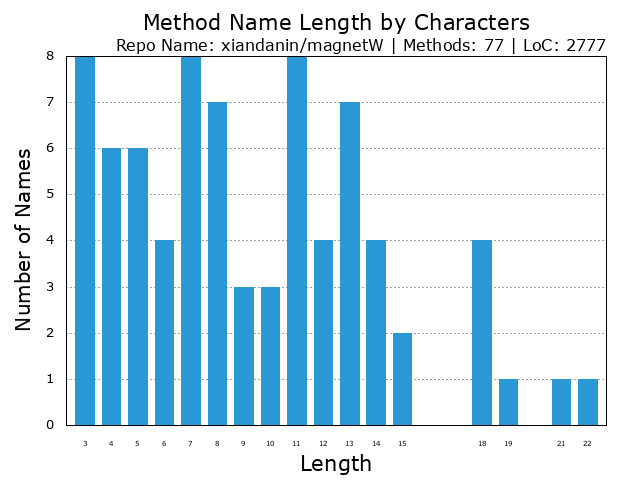 Method Name Length by Characters
Repo Name: xiandanin/magnetW | Methods: 77 | LoC: 2777
Number of Names
8
7
6
5
4
3
2
1
0
3 4 5 6 7 8 9 10 11 12 13 14 15 18 19 21 22
Length